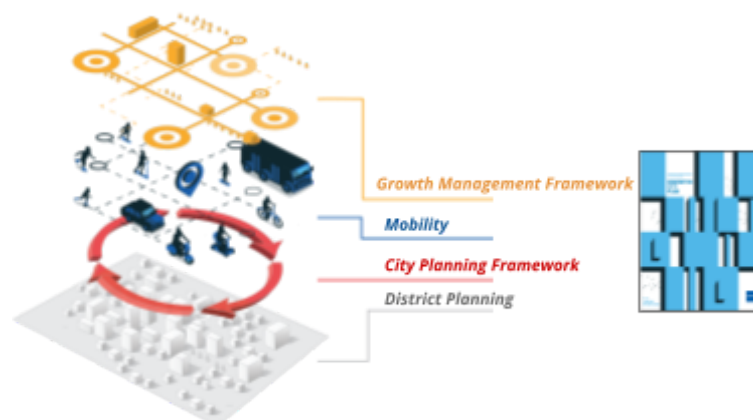 Growth Management Framework
Mobility
City Planning Framework
District Planning
L
L